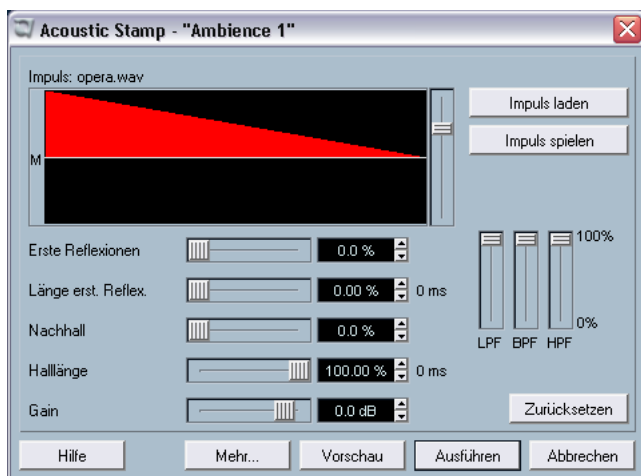 Acoustic Stamp - "Ambience 1"
Impuls: opera.wav
M
Impuls laden
Impuls spielen
Erste Reflexionen 0.0 %
Länge erst. Reflex. 0.00 % 0 ms
Nachhall 0.0 %
Halllänge 100.00 % 0 ms
Gain 0.0 dB
100%
0%
LPF BPF HPF
Zurücksetzen
Hilfe Mehr... Vorschau Ausführen Abbrechen